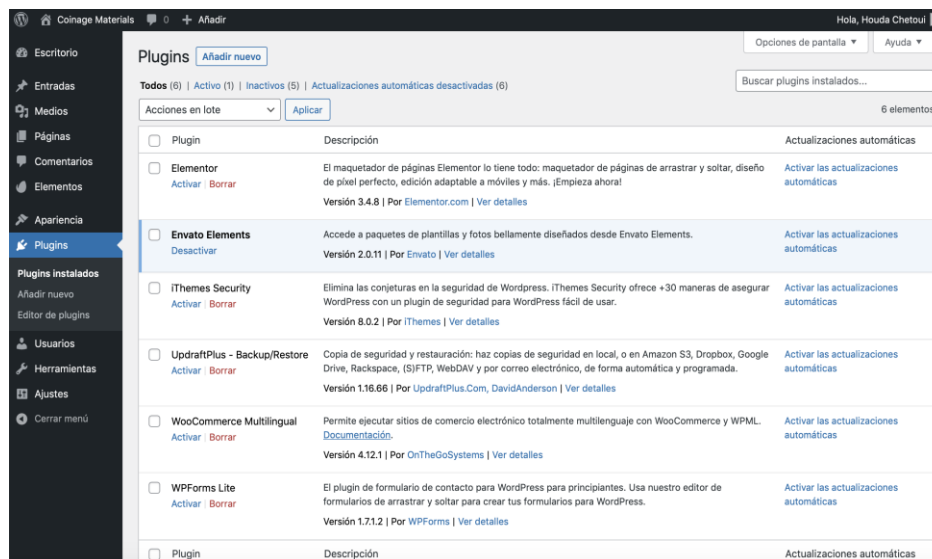 Coinage Materials 0 + Añadir
Hola, Houda Chetoui
Escritorio
Entradas
Medios
Páginas
Comentarios
Elementos
Apariencia
Plugins
Plugins instalados
Añadir nuevo
Editor de plugins
Usuarios
Herramientas
Ajustes
Cerrar menú
Opciones de pantalla ▼
Ayuda ▼
Plugins Añadir nuevo
Todos (6) | Activo (1) | Inactivos (5) | Actualizaciones automáticas desactivadas (6)
Buscar plugins instalados...
Acciones en lote Aplicar
6 elementos
Plugin Descripción Actualizaciones automáticas
Elementor
Activar | Borrar
El maquetador de páginas Elementor lo tiene todo: maquetador de páginas de arrastrar y soltar, diseño
de píxel perfecto, edición adaptable a móviles y más. ¡Empieza ahora!
Versión 3.4.8 | Por Elementor.com | Ver detalles
Activar las actualizaciones
automáticas
Envato Elements
Desactivar
Accede a paquetes de plantillas y fotos bellamente diseñados desde Envato Elements.
Versión 2.0.11 | Por Envato | Ver detalles
Activar las actualizaciones
automáticas
iThemes Security
Activar | Borrar
Elimina las conjeturas en la seguridad de Wordpress. iThemes Security ofrece +30 maneras de asegurar
WordPress con un plugin de seguridad para WordPress fácil de usar.
Versión 8.0.2 | Por iThemes | Ver detalles
Activar las actualizaciones
automáticas
UpdraftPlus - Backup/Restore
Activar | Borrar
Copia de seguridad y restauración: haz copias de seguridad en local, o en Amazon S3, Dropbox, Google
Drive, Rackspace, (S)FTP, WebDAV y por correo electrónico, de forma automática y programada.
Versión 1.16.66 | Por UpdraftPlus.Com, DavidAnderson | Ver detalles
Activar las actualizaciones
automáticas
WooCommerce Multilingual
Activar | Borrar
Permite ejecutar sitios de comercio electrónico totalmente multilenguaje con WooCommerce y WPML.
Documentación.
Versión 4.12.1 | Por OnTheGoSystems | Ver detalles
Activar las actualizaciones
automáticas
WPForms Lite
Activar | Borrar
El plugin de formulario de contacto para WordPress para principiantes. Usa nuestro editor de
formularios de arrastrar y soltar para crear tus formularios para WordPress.
Versión 1.7.1.2 | Por WPForms | Ver detalles
Activar las actualizaciones
automáticas
Plugin Descripción Actualizaciones automáticas